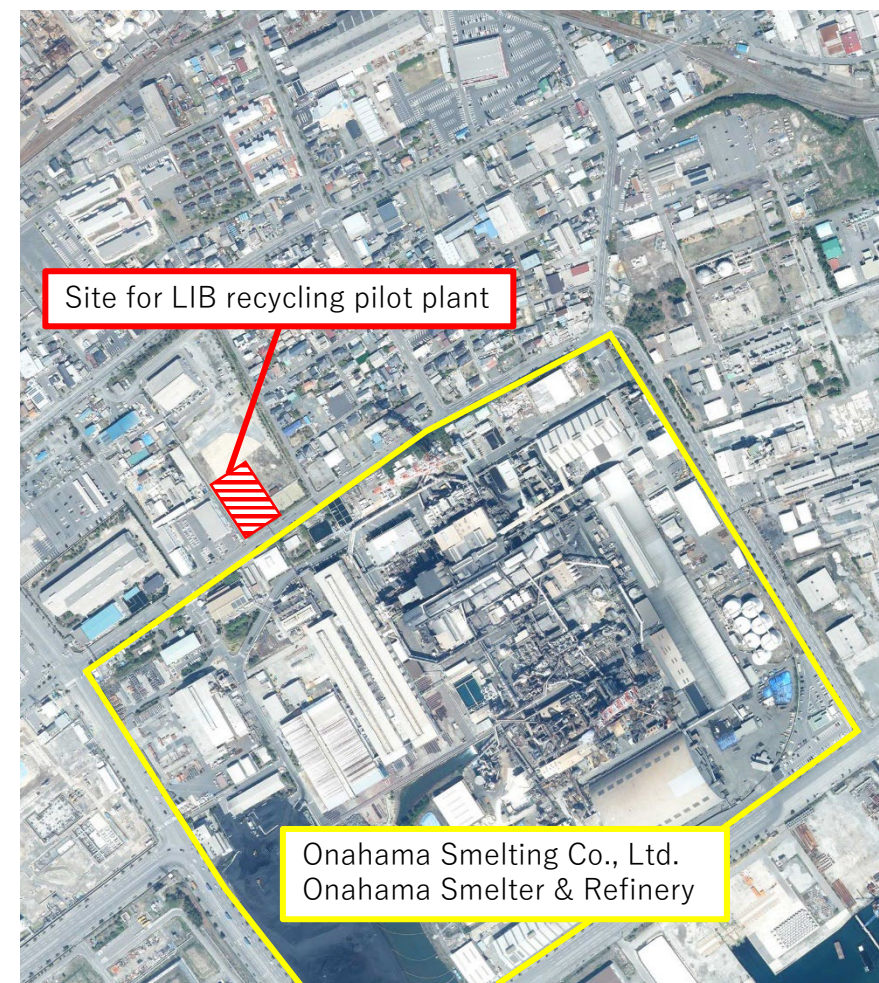 Site for LIB recycling pilot plant
Onahama Smelting Co., Ltd.
Onahama Smelter & Refinery